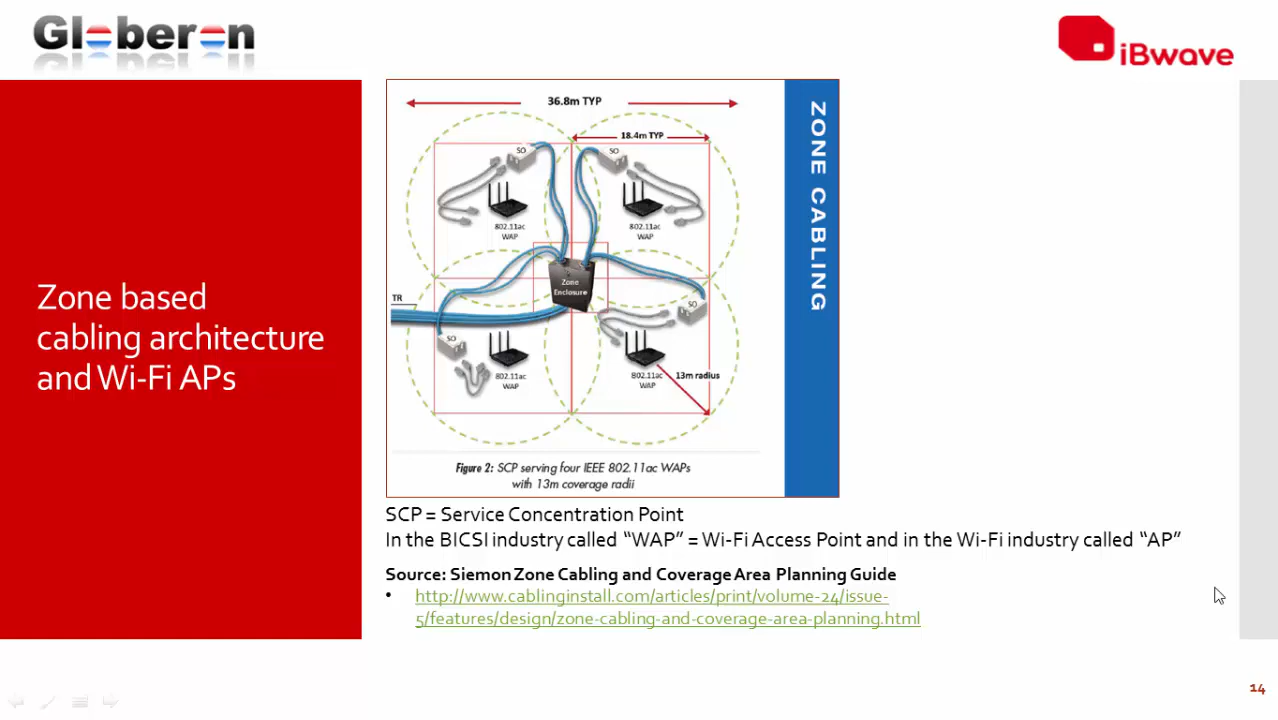 Globeron
iBwave
Zone based
cabling architecture
and Wi-Fi APs
36.8m TYP
18.4m TYP
SO
SO
802.11ac
WAP
802.11ac
WAP
Zone
Enclosure
TR
SO
SO
802.11ac
WAP
802.11ac
WAP
13m radius
ZONE CABLING
Figure 2: SCP serving four IEEE 802.11ac WAPs
with 13m coverage radii
SCP = Service Concentration Point
In the BICSI industry called “WAP” = Wi-Fi Access Point and in the Wi-Fi industry called “AP”
Source: Siemon Zone Cabling and Coverage Area Planning Guide
• http://www.cablinginstall.com/articles/print/volume-24/issue-
5/features/design/zone-cabling-and-coverage-area-planning.html
14